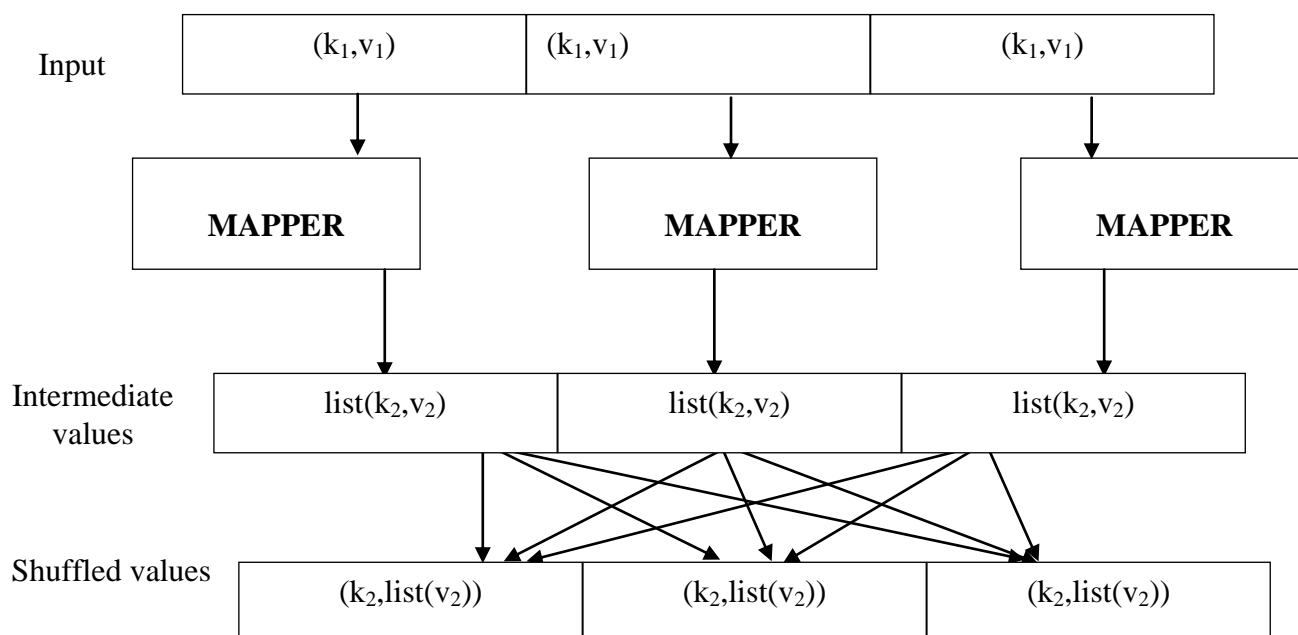 Input
(k₁,v₁) (k₁,v₁) (k₁,v₁)
MAPPER MAPPER MAPPER
Intermediate
values
list(k₂,v₂) list(k₂,v₂) list(k₂,v₂)
Shuffled values
(k₂,list(v₂)) (k₂,list(v₂)) (k₂,list(v₂))